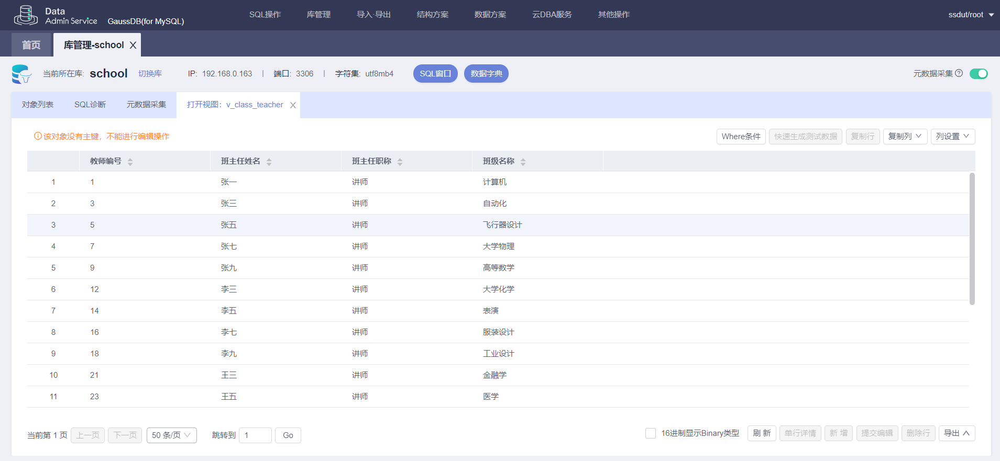 Data
Admin Service GaussDB(for MySQL) SQL操作 库管理 导入·导出 结构方案 数据方案 云DBA服务 其他操作 ssdut/root
首页 库管理-school X
当前所在库: school 切换库 IP: 192.168.0.163 | 端口: 3306 | 字符集: utf8mb4 SQL窗口 数据字典 元数据采集
对象列表 SQL诊断 元数据采集 打开视图：v_class_teacher
该对象没有主键，不能进行编辑操作 Where条件 快速生成测试数据 复制行 复制列 列设置
教师编号 班主任姓名 班主任职称 班级名称
1 1 张一 讲师 计算机
2 3 张三 讲师 自动化
3 5 张五 讲师 飞行器设计
4 7 张七 讲师 大学物理
5 9 张九 讲师 高等数学
6 12 李三 讲师 大学化学
7 14 李五 讲师 表演
8 16 李七 讲师 服装设计
9 18 李九 讲师 工业设计
10 21 王三 讲师 金融学
11 23 王五 讲师 医学
当前第 1 页 上一页 下一页 50 条/页 跳转到 1 Go 16进制显示Binary类型 刷 新 单行详情 新 增 提交编辑 删除行 导出